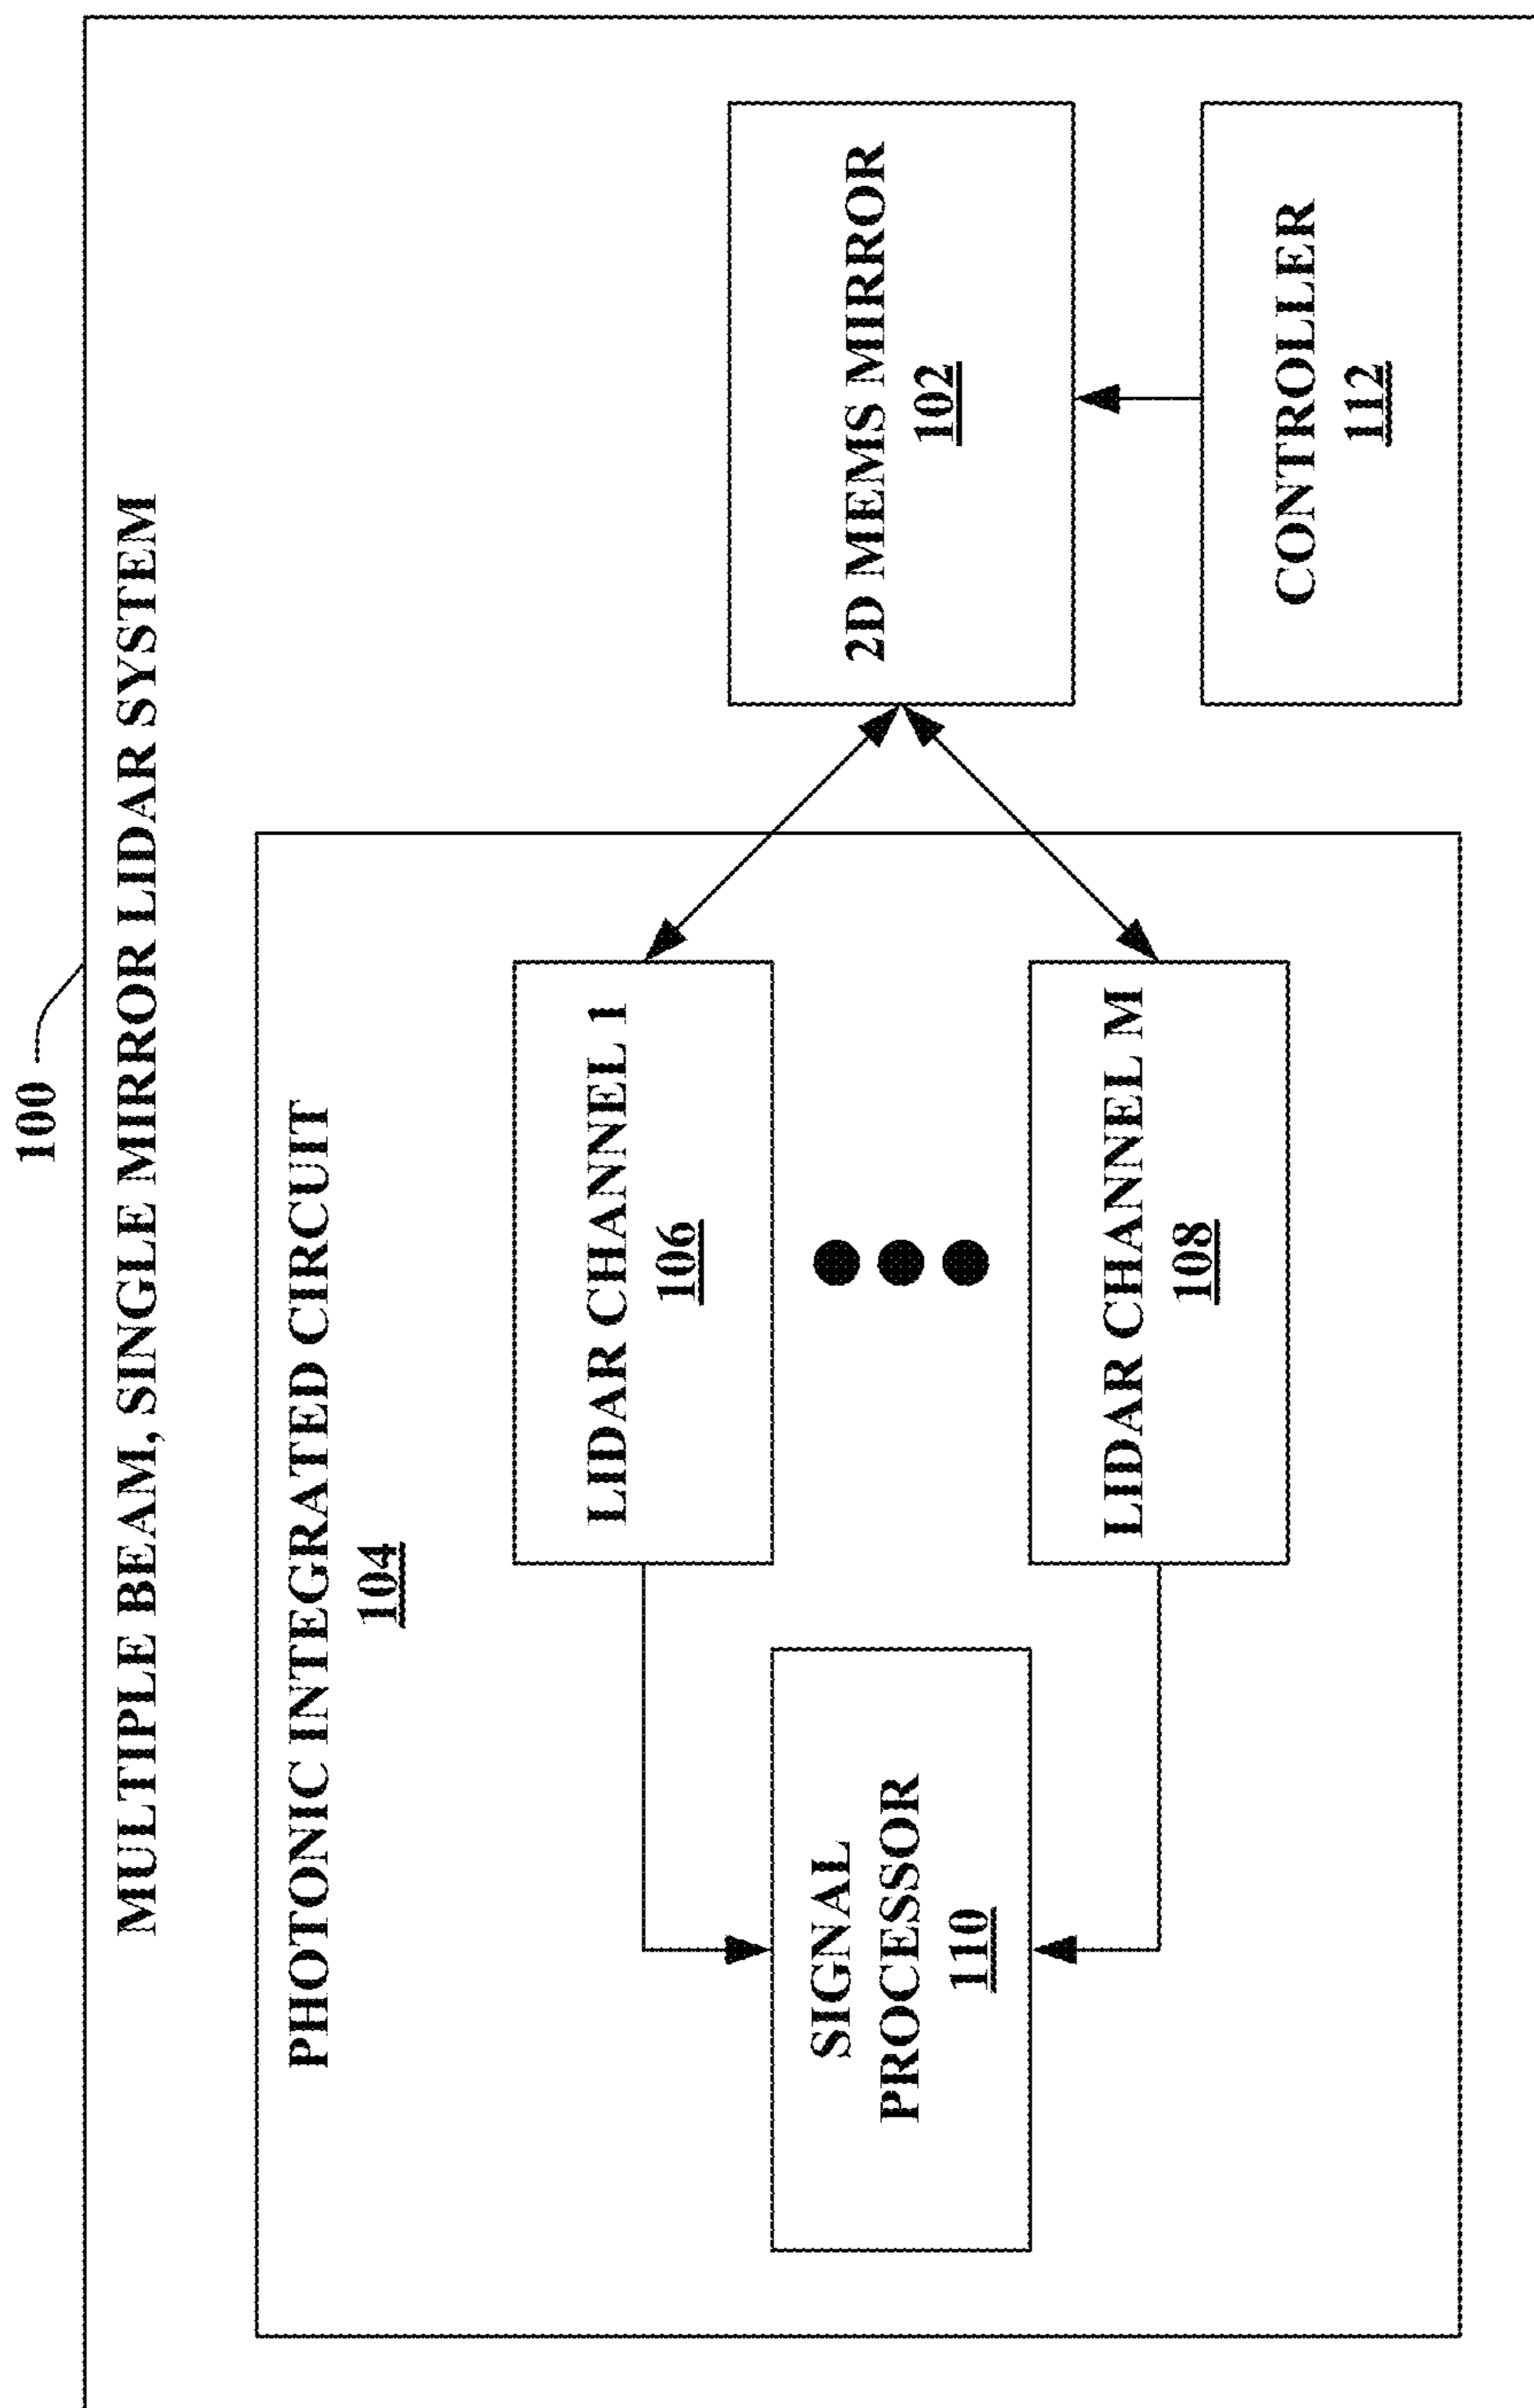 100
MULTIPLE BEAM, SINGLE MIRROR LIDAR SYSTEM
PHOTONIC INTEGRATED CIRCUIT
104
SIGNAL
PROCESSOR
110
LIDAR CHANNEL 1
106
LIDAR CHANNEL M
108
2D MEMS MIRROR
102
CONTROLLER
112